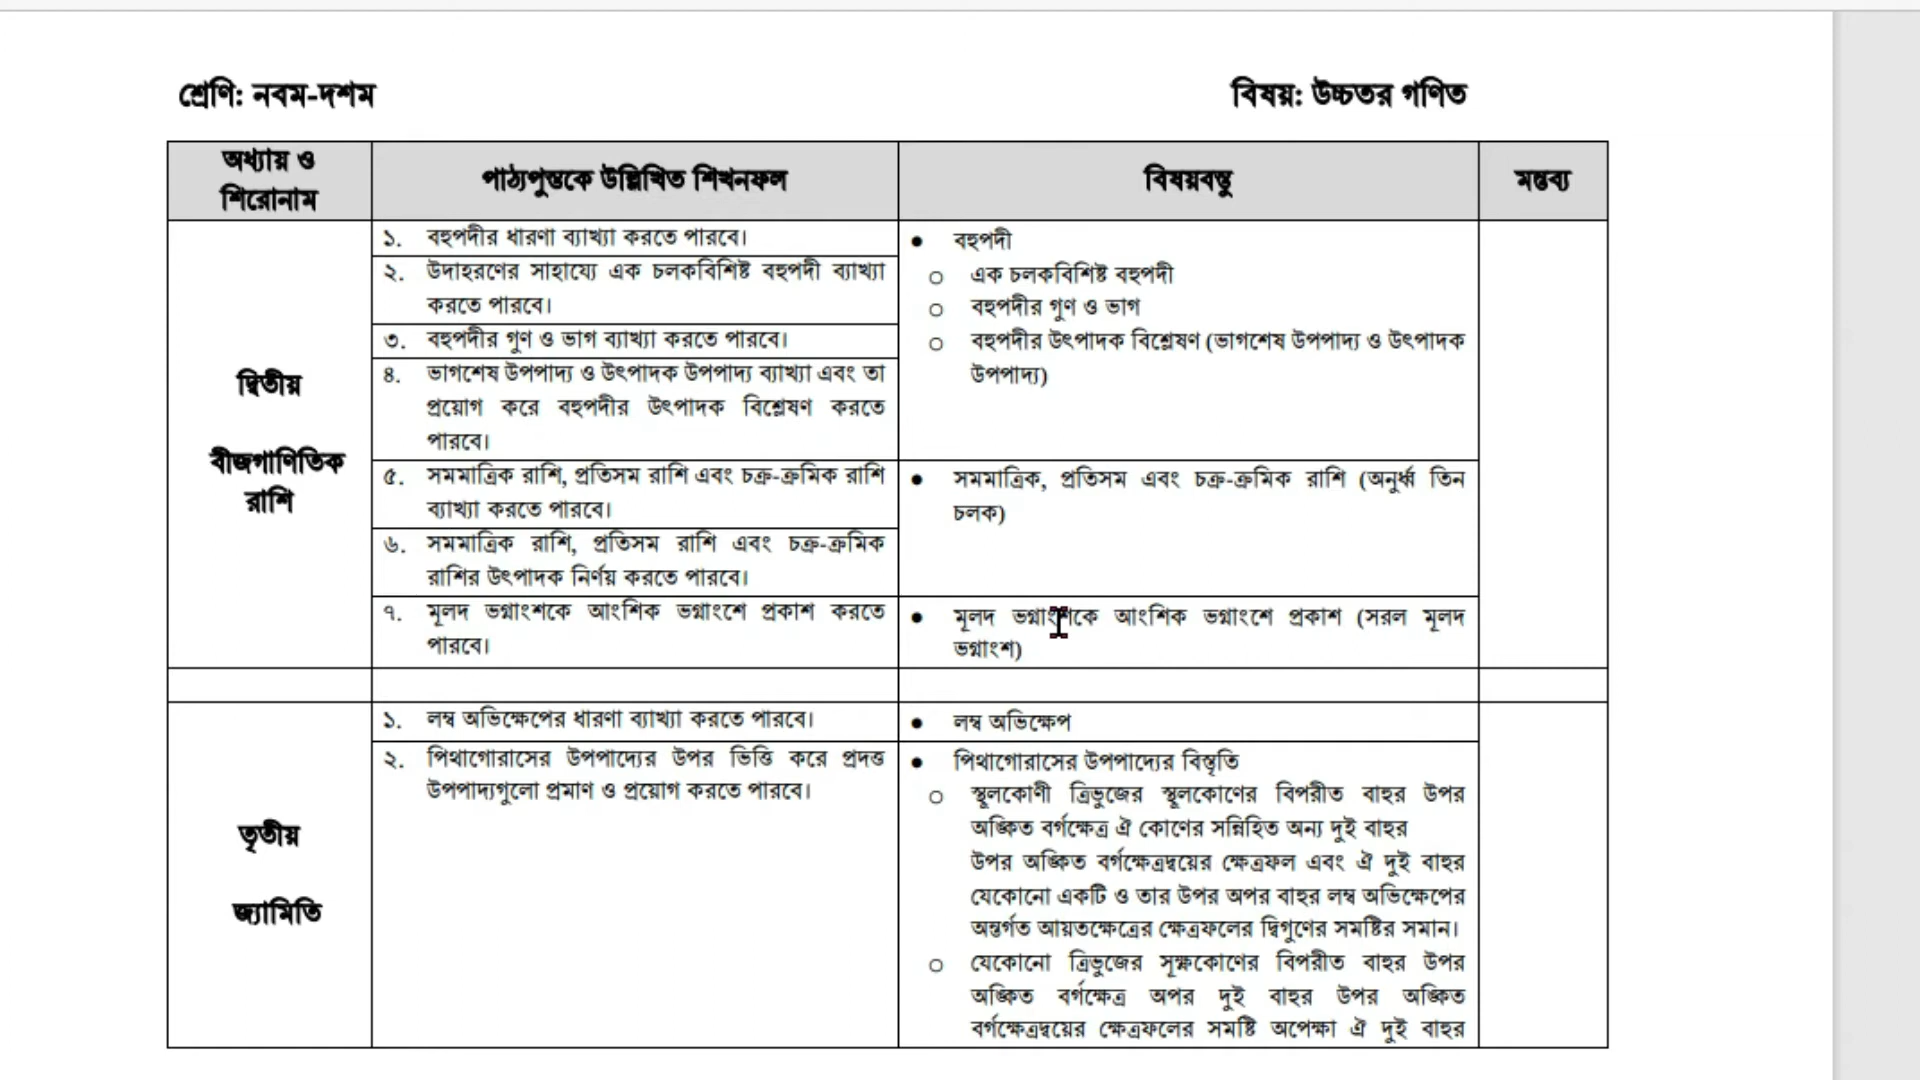 শ্রেণি: নবম-দশম
বিষয়: উচ্চতর গণিত
অধ্যায় ও
শিরোনাম
পাঠ্যপুস্তকে উল্লিখিত শিখনফল
বিষয়বস্তু
মন্তব্য
দ্বিতীয়
বীজগাণিতিক
রাশি
১. বহুপদীর ধারণা ব্যাখ্যা করতে পারবে।
২. উদাহরণের সাহায্যে এক চলকবিশিষ্ট বহুপদী ব্যাখ্যা
করতে পারবে।
৩. বহুপদীর গুণ ও ভাগ ব্যাখ্যা করতে পারবে।
৪. ভাগশেষ উপপাদ্য ও উৎপাদক উপপাদ্য ব্যাখ্যা এবং তা
প্রয়োগ করে বহুপদীর উৎপাদক বিশ্লেষণ করতে
পারবে।
● বহুপদী
o এক চলকবিশিষ্ট বহুপদী
o বহুপদীর গুণ ও ভাগ
o বহুপদীর উৎপাদক বিশ্লেষণ (ভাগশেষ উপপাদ্য ও উৎপাদক
উপপাদ্য)
৫. সমমাত্রিক রাশি, প্রতিসম রাশি এবং চক্র-ক্রমিক রাশি
ব্যাখ্যা করতে পারবে।
৬. সমমাত্রিক রাশি, প্রতিসম রাশি এবং চক্র-ক্রমিক
রাশির উৎপাদক নির্ণয় করতে পারবে।
● সমমাত্রিক, প্রতিসম এবং চক্র-ক্রমিক রাশি (অনুর্ধ্ব তিন
চলক)
৭. মূলদ ভগ্নাংশকে আংশিক ভগ্নাংশে প্রকাশ করতে
পারবে।
● মূলদ ভগ্নাংশকে আংশিক ভগ্নাংশে প্রকাশ (সরল মূলদ
ভগ্নাংশ)
তৃতীয়
জ্যামিতি
১. লম্ব অভিক্ষেপের ধারণা ব্যাখ্যা করতে পারবে।
● লম্ব অভিক্ষেপ
২. পিথাগোরাসের উপপাদ্যের উপর ভিত্তি করে প্রদত্ত
উপপাদ্যগুলো প্রমাণ ও প্রয়োগ করতে পারবে।
● পিথাগোরাসের উপপাদ্যের বিস্তৃতি
o স্থূলকোণী ত্রিভুজের স্থূলকোণের বিপরীত বাহুর উপর
অঙ্কিত বর্গক্ষেত্র ঐ কোণের সন্নিহিত অন্য দুই বাহুর
উপর অঙ্কিত বর্গক্ষেত্রদ্বয়ের ক্ষেত্রফল এবং ঐ দুই বাহুর
যেকোনো একটি ও তার উপর অপর বাহুর লম্ব অভিক্ষেপের
অন্তর্গত আয়তক্ষেত্রের ক্ষেত্রফলের দ্বিগুণের সমষ্টির সমান।
o যেকোনো ত্রিভুজের সূক্ষ্মকোণের বিপরীত বাহুর উপর
অঙ্কিত বর্গক্ষেত্র অপর দুই বাহুর উপর অঙ্কিত
বর্গক্ষেত্রদ্বয়ের ক্ষেত্রফলের সমষ্টি অপেক্ষা ঐ দুই বাহুর